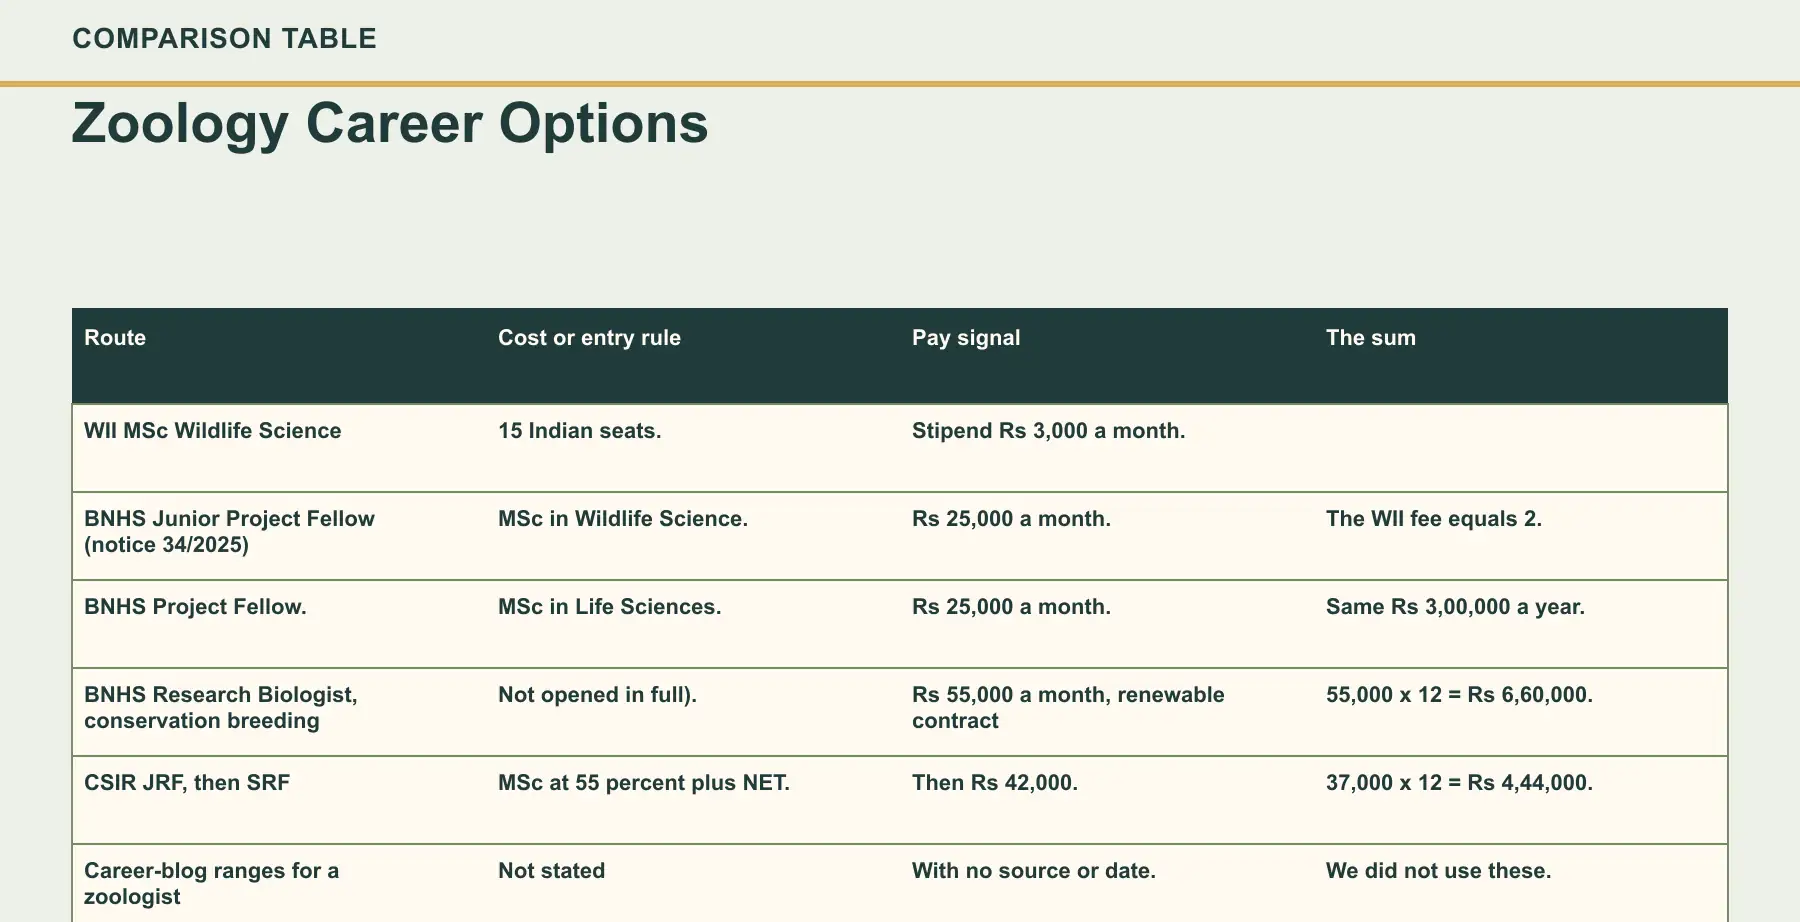 COMPARISON TABLE
Zoology Career Options
Route Cost or entry rule Pay signal The sum
WII MSc Wildlife Science 15 Indian seats. Stipend Rs 3,000 a month.
BNHS Junior Project Fellow MSc in Wildlife Science. Rs 25,000 a month. The WII fee equals 2.
(notice 34/2025)
BNHS Project Fellow. MSc in Life Sciences. Rs 25,000 a month. Same Rs 3,00,000 a year.
BNHS Research Biologist, Not opened in full). Rs 55,000 a month, renewable 55,000 x 12 = Rs 6,60,000.
conservation breeding contract
CSIR JRF, then SRF MSc at 55 percent plus NET. Then Rs 42,000. 37,000 x 12 = Rs 4,44,000.
Career-blog ranges for a Not stated With no source or date. We did not use these.
zoologist